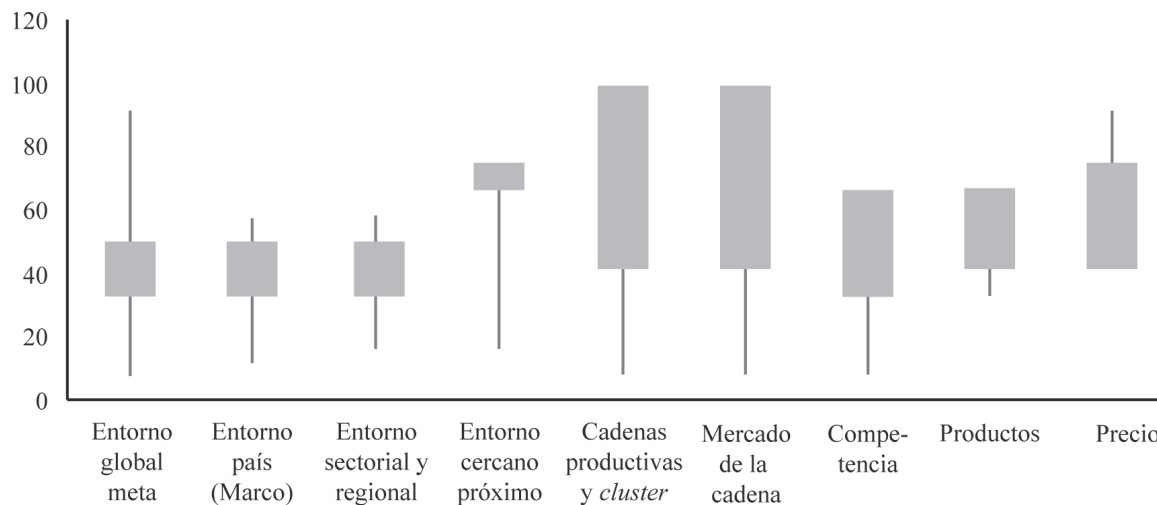 120
100
80
60
40
20
0
Entorno
global
meta
Entorno
país
(Marco)
Entorno
sectorial y
regional
Entorno
cercano
próximo
Cadenas
productivas
y cluster
Mercado
de la
cadena
Compe-
tencia
Productos
Precio